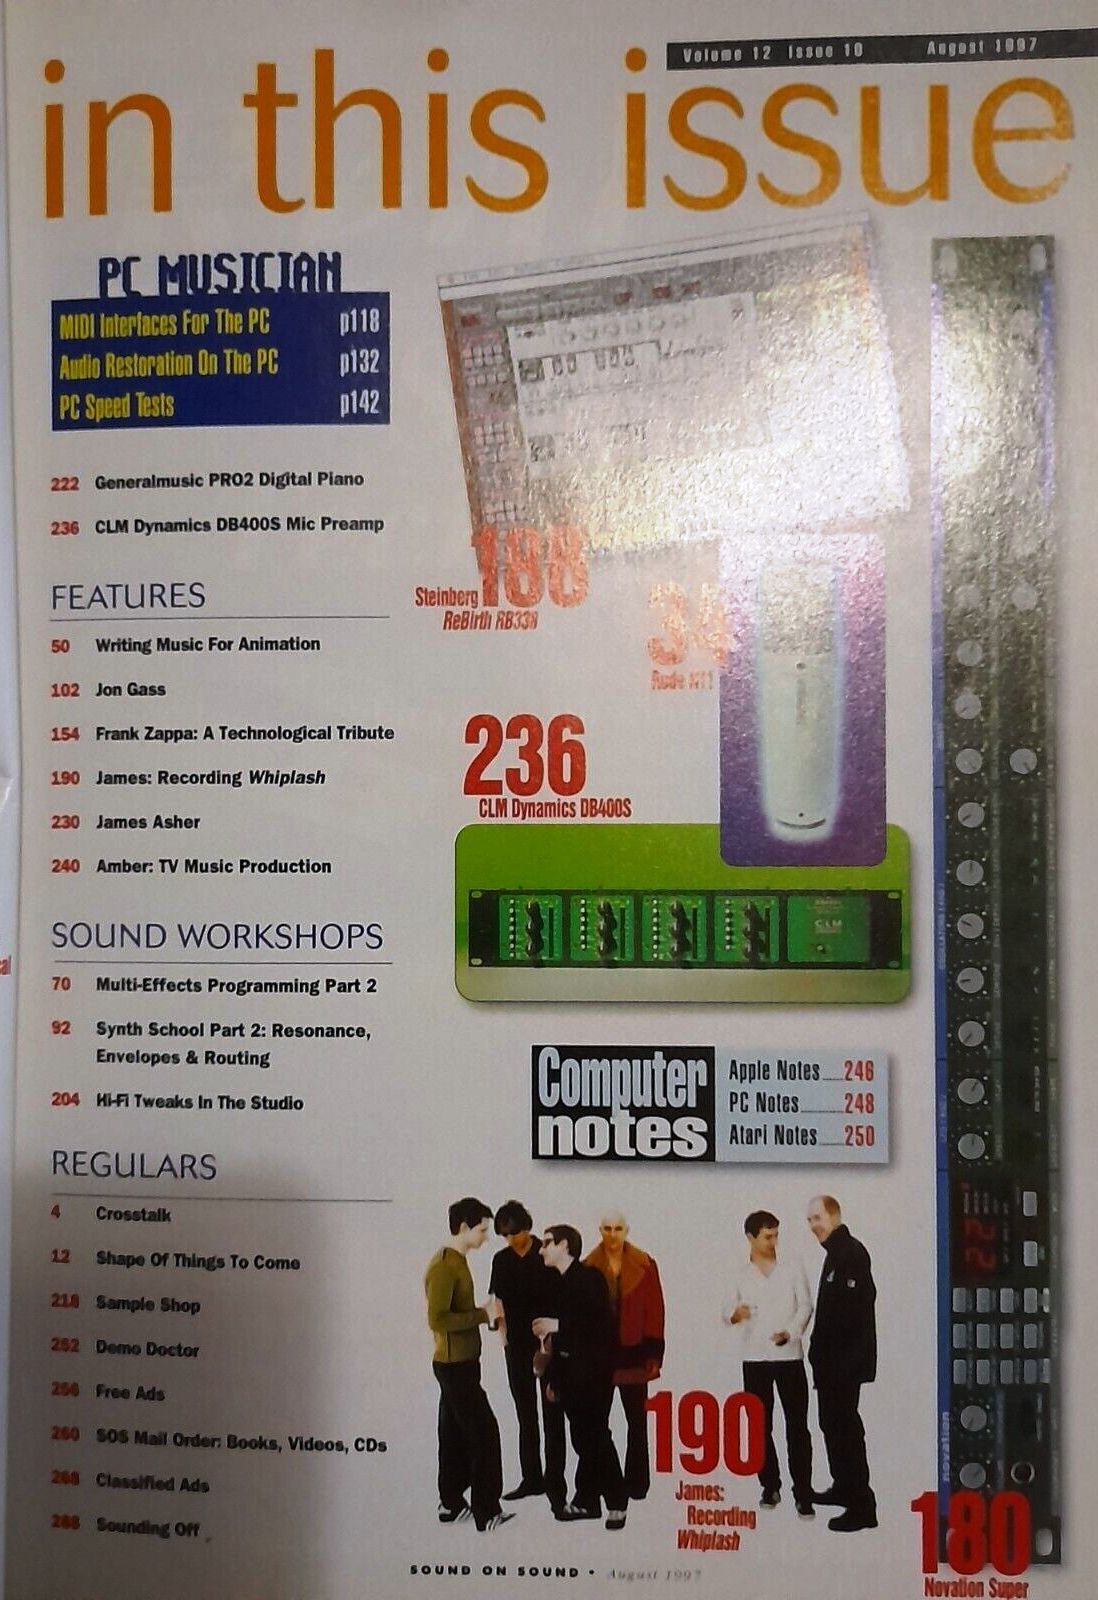 Volume 12 Issue 10 August 1997
in this issue
PC MUSICIAN
MIDI Interfaces For The PC p118
Audio Restoration On The PC p132
PC Speed Tests p142
222 Generalmusic PRO2 Digital Piano
236 CLM Dynamics DB400S Mic Preamp
FEATURES
50 Writing Music For Animation
102 Jon Gass
154 Frank Zappa: A Technological Tribute
190 James: Recording Whiplash
230 James Asher
240 Amber: TV Music Production
SOUND WORKSHOPS
70 Multi-Effects Programming Part 2
92 Synth School Part 2: Resonance,
Envelopes & Routing
204 Hi-Fi Tweaks In The Studio
REGULARS
4 Crosstalk
12 Shape Of Things To Come
218 Sample Shop
252 Demo Doctor
256 Free Ads
260 SOS Mail Order: Books, Videos, CDs
268 Classified Ads
288 Sounding Off
188
Steinberg
ReBirth RB338
34
Rode NT1
236
CLM Dynamics DB400S
CLM
Computer
notes
Apple Notes 246
PC Notes 248
Atari Notes 250
190
James:
Recording
Whiplash
novation
180
Novation Super
SOUND ON SOUND • August 1997